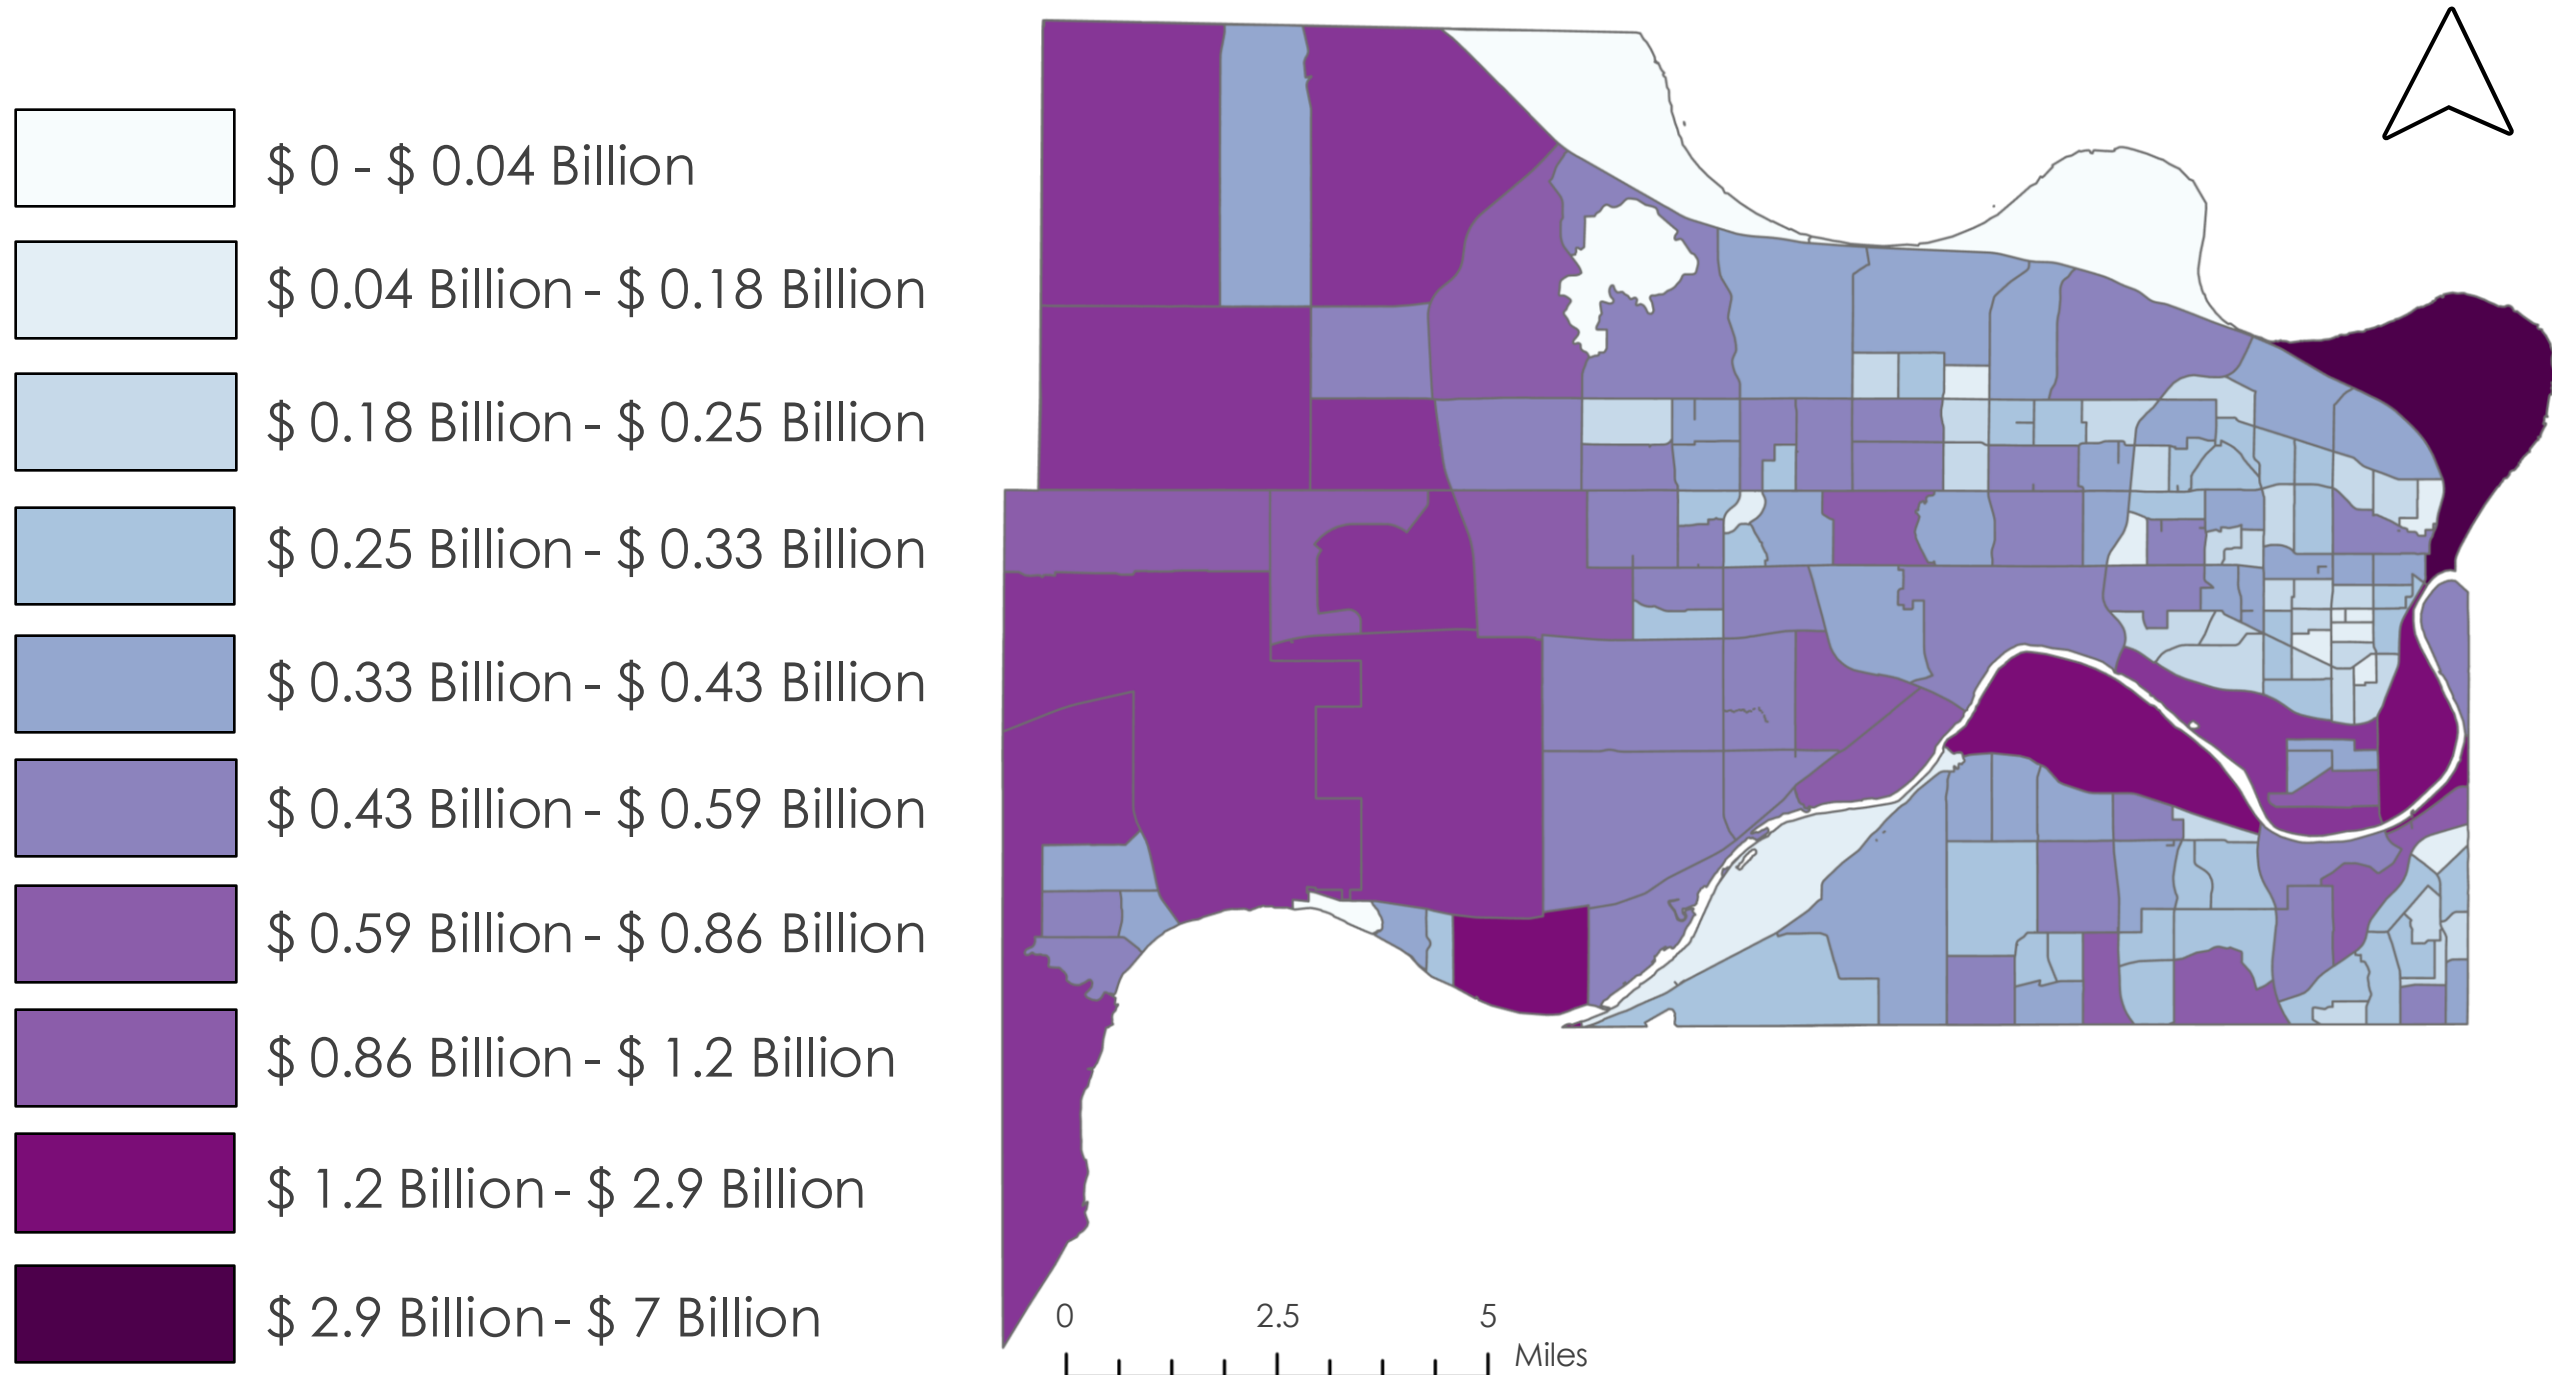 $ 0 - $ 0.04 Billion
$ 0.04 Billion - $ 0.18 Billion
$ 0.18 Billion - $ 0.25 Billion
$ 0.25 Billion - $ 0.33 Billion
$ 0.33 Billion - $ 0.43 Billion
$ 0.43 Billion - $ 0.59 Billion
$ 0.59 Billion - $ 0.86 Billion
$ 0.86 Billion - $ 1.2 Billion
$ 1.2 Billion - $ 2.9 Billion
$ 2.9 Billion - $ 7 Billion
0 2.5 5
Miles